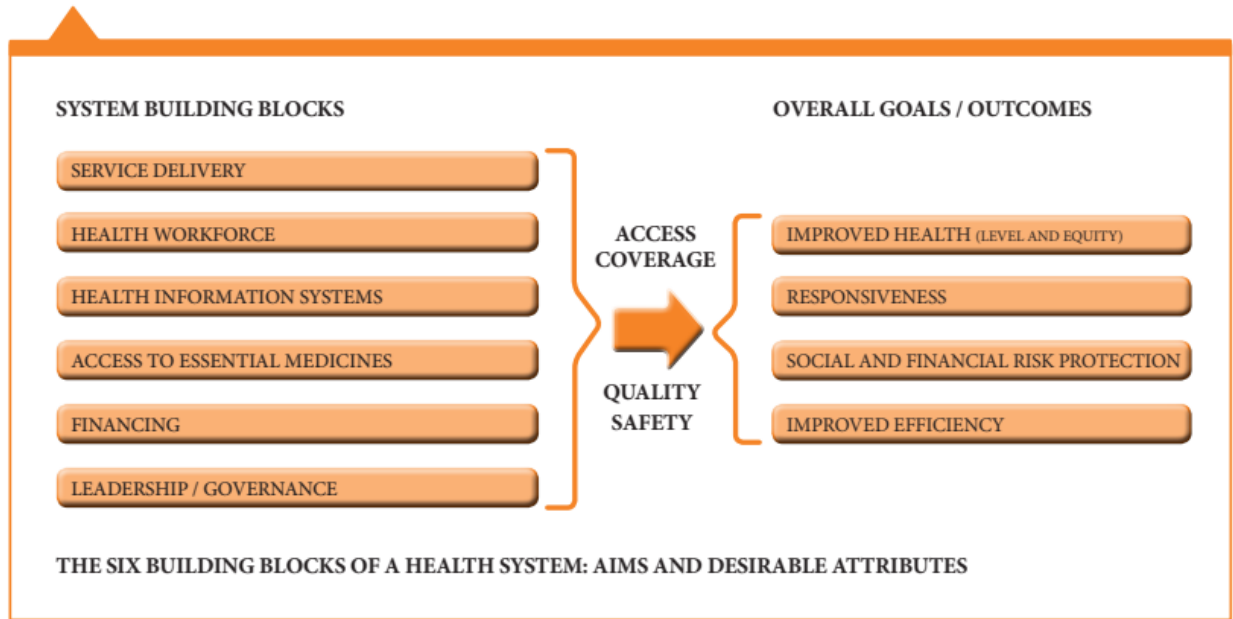 SYSTEM BUILDING BLOCKS
SERVICE DELIVERY
HEALTH WORKFORCE
HEALTH INFORMATION SYSTEMS
ACCESS TO ESSENTIAL MEDICINES
FINANCING
LEADERSHIP / GOVERNANCE
ACCESS
COVERAGE
QUALITY
SAFETY
OVERALL GOALS / OUTCOMES
IMPROVED HEALTH (LEVEL AND EQUITY)
RESPONSIVENESS
SOCIAL AND FINANCIAL RISK PROTECTION
IMPROVED EFFICIENCY
THE SIX BUILDING BLOCKS OF A HEALTH SYSTEM: AIMS AND DESIRABLE ATTRIBUTES